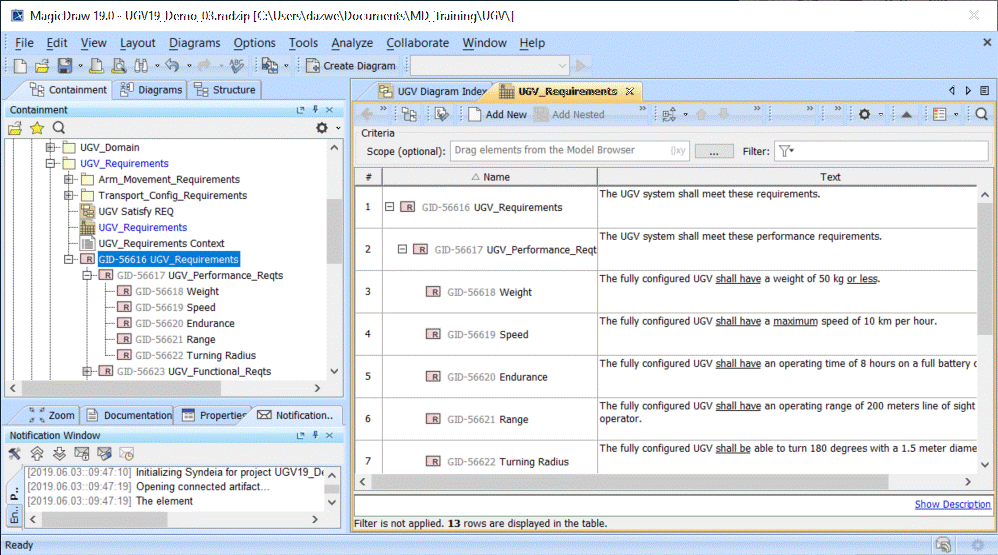 MagicDraw 19.0 - UGV19_Demo_03.mdzip [C:\Users\dazwe\Documents\MD_Training\UGV\]
File Edit View Layout Diagrams Options Tools Analyze Collaborate Window Help
Create Diagram
Containment Diagrams Structure
Containment
UGV_Domain
UGV_Requirements
Arm_Movement_Requirements
Transport_Config_Requirements
UGV Satisfy REQ
UGV_Requirements
UGV_Requirements Context
R GID-56616 UGV_Requirements
R GID-56617 UGV_Performance_Reqts
R GID-56618 Weight
R GID-56619 Speed
R GID-56620 Endurance
R GID-56621 Range
R GID-56622 Turning Radius
R GID-56623 UGV_Functional_Reqts
Zoom Documentation Properties Notification..
Notification Window
P..
En..
[2019.06.03::09:47:10] Initializing Syndeia for project UGV19_De
[2019.06.03::09:47:19] Opening connected artifact...
[2019.06.03::09:47:19] The element
Ready
UGV Diagram Index UGV_Requirements
Add New Add Nested
Criteria
Scope (optional): Drag elements from the Model Browser ... Filter:
# Name Text
1 R GID-56616 UGV_Requirements The UGV system shall meet these requirements.
2 R GID-56617 UGV_Performance_Reqt The UGV system shall meet these performance requirements.
3 R GID-56618 Weight The fully configured UGV shall have a weight of 50 kg or less.
4 R GID-56619 Speed The fully configured UGV shall have a maximum speed of 10 km per hour.
5 R GID-56620 Endurance The fully configured UGV shall have an operating time of 8 hours on a full battery c
6 R GID-56621 Range The fully configured UGV shall have an operating range of 200 meters line of sight
operator.
7 R GID-56622 Turning Radius The fully configured UGV shall be able to turn 180 degrees with a 1.5 meter diame
Show Description
Filter is not applied. 13 rows are displayed in the table.